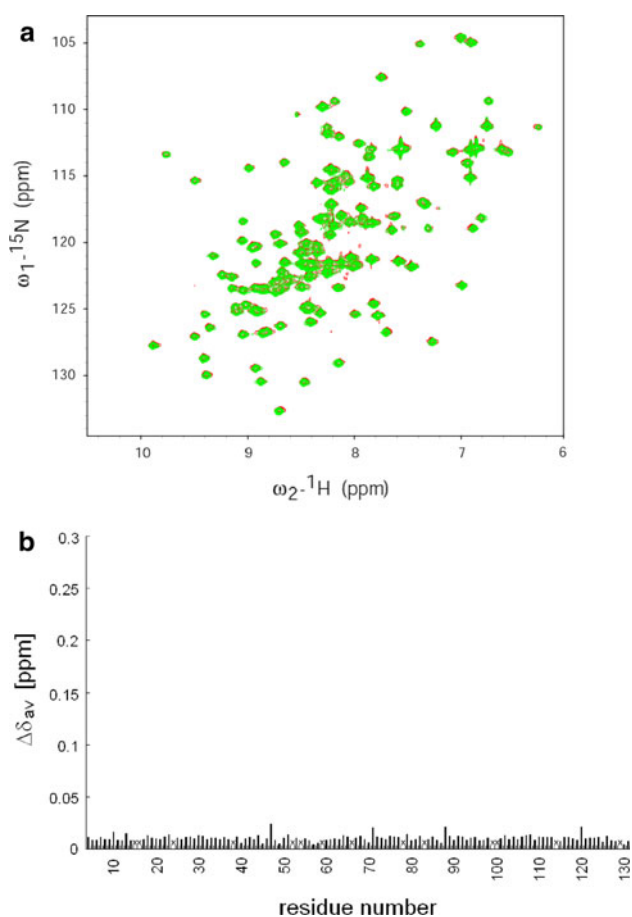 a
105
110
115
120
125
130
ω1-15N (ppm)
10 9 8 7 6
ω2-1H (ppm)
b
0.3
0.25
0.2
0.15
0.1
0.05
0
Δδav [ppm]
10 20 30 40 50 60 70 80 90 100 110 120 130
residue number